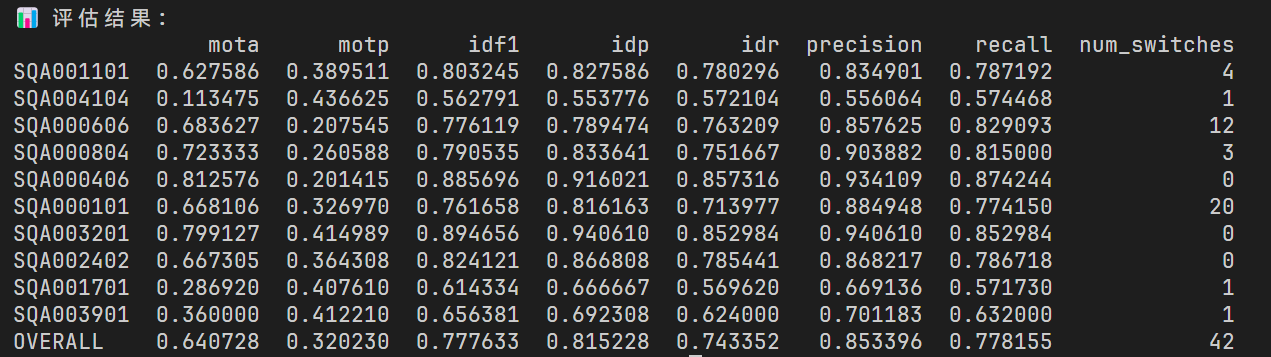 📊 评估结果：
mota motp idf1 idp idr precision recall num_switches
SQA001101 0.627586 0.389511 0.803245 0.827586 0.780296 0.834901 0.787192 4
SQA004104 0.113475 0.436625 0.562791 0.553776 0.572104 0.556064 0.574468 1
SQA000606 0.683627 0.207545 0.776119 0.789474 0.763209 0.857625 0.829093 12
SQA000804 0.723333 0.260588 0.790535 0.833641 0.751667 0.903882 0.815000 3
SQA000406 0.812576 0.201415 0.885696 0.916021 0.857316 0.934109 0.874244 0
SQA000101 0.668106 0.326970 0.761658 0.816163 0.713977 0.884948 0.774150 20
SQA003201 0.799127 0.414989 0.894656 0.940610 0.852984 0.940610 0.852984 0
SQA002402 0.667305 0.364308 0.824121 0.866808 0.785441 0.868217 0.786718 0
SQA001701 0.286920 0.407610 0.614334 0.666667 0.569620 0.669136 0.571730 1
SQA003901 0.360000 0.412210 0.656381 0.692308 0.624000 0.701183 0.632000 1
OVERALL 0.640728 0.320230 0.777633 0.815228 0.743352 0.853396 0.778155 42